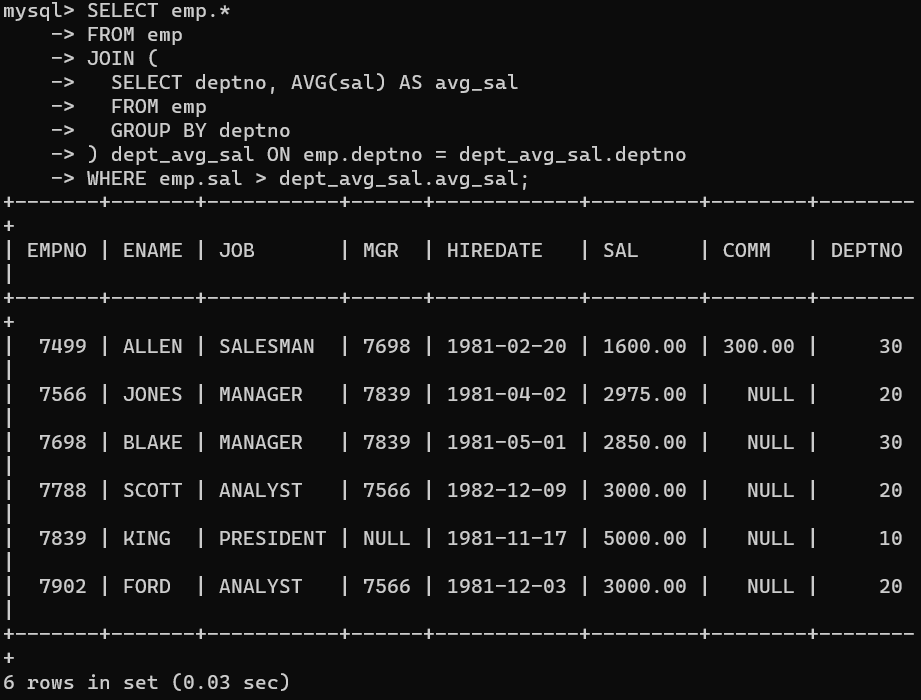 mysql> SELECT emp.*
    -> FROM emp
    -> JOIN (
    ->   SELECT deptno, AVG(sal) AS avg_sal
    ->   FROM emp
    ->   GROUP BY deptno
    -> ) dept_avg_sal ON emp.deptno = dept_avg_sal.deptno
    -> WHERE emp.sal > dept_avg_sal.avg_sal;
+-------+-------+-----------+------+------------+---------+--------+--------
+
| EMPNO | ENAME | JOB       | MGR  | HIREDATE   | SAL     | COMM   | DEPTNO
|
+-------+-------+-----------+------+------------+---------+--------+--------
+
|  7499 | ALLEN | SALESMAN  | 7698 | 1981-02-20 | 1600.00 | 300.00 |     30
|
|  7566 | JONES | MANAGER   | 7839 | 1981-04-02 | 2975.00 |   NULL |     20
|
|  7698 | BLAKE | MANAGER   | 7839 | 1981-05-01 | 2850.00 |   NULL |     30
|
|  7788 | SCOTT | ANALYST   | 7566 | 1982-12-09 | 3000.00 |   NULL |     20
|
|  7839 | KING  | PRESIDENT | NULL | 1981-11-17 | 5000.00 |   NULL |     10
|
|  7902 | FORD  | ANALYST   | 7566 | 1981-12-03 | 3000.00 |   NULL |     20
|
+-------+-------+-----------+------+------------+---------+--------+--------
+
6 rows in set (0.03 sec)